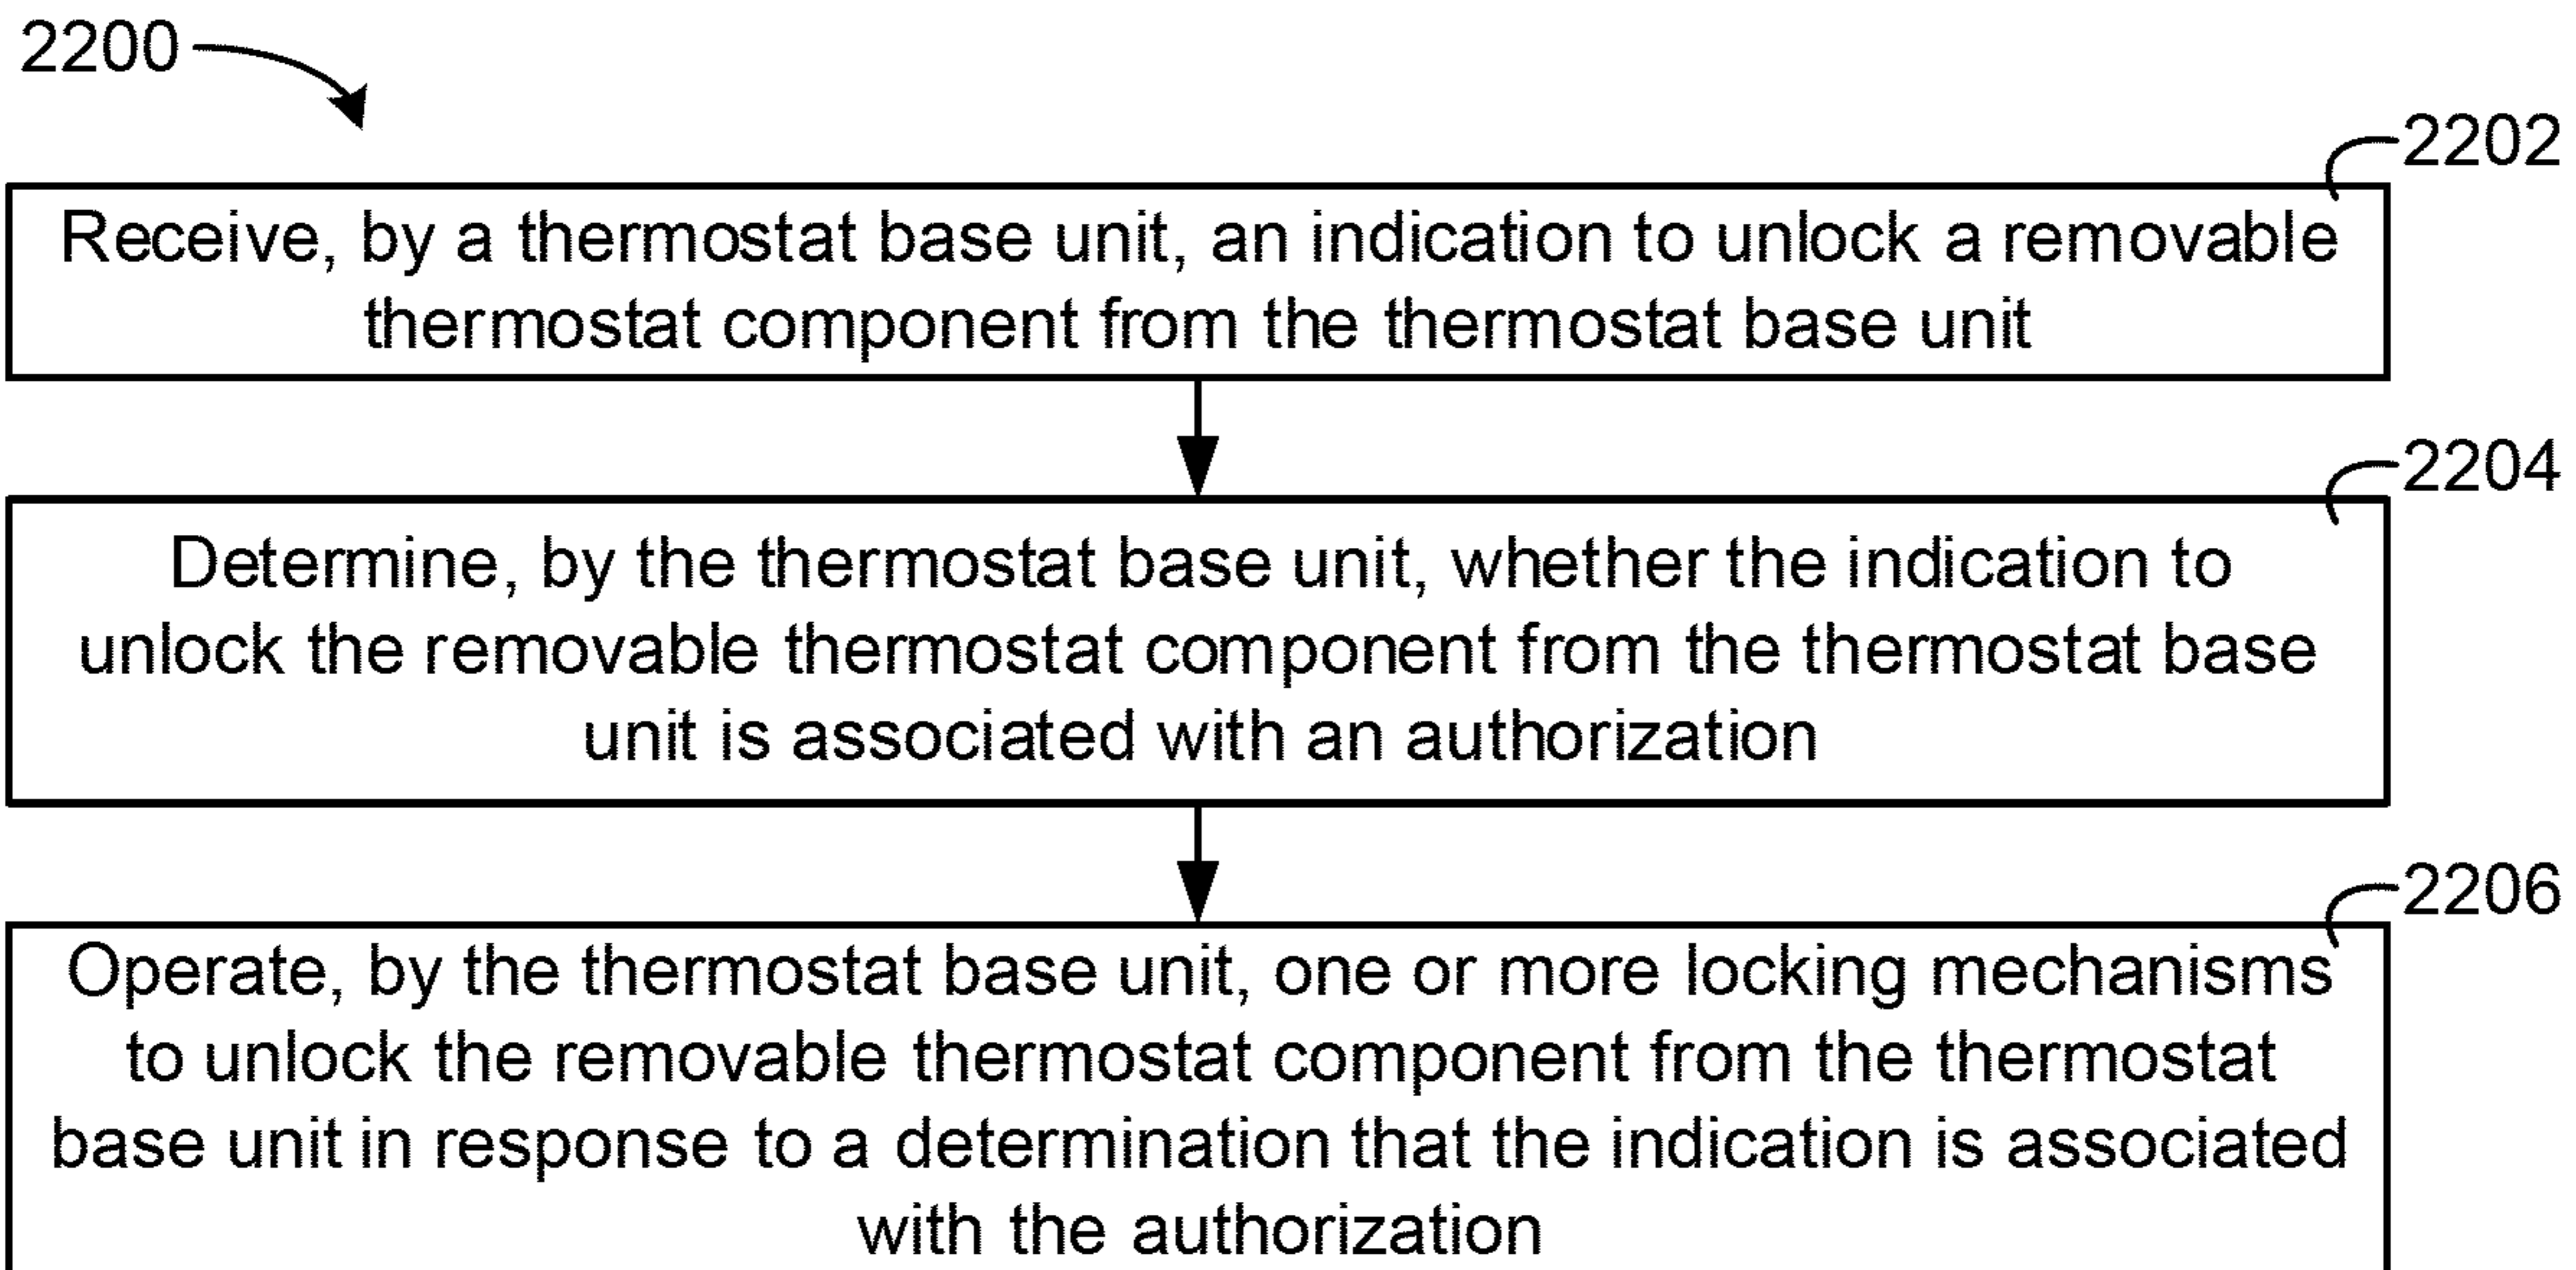 2200
2202
Receive, by a thermostat base unit, an indication to unlock a removable
thermostat component from the thermostat base unit
2204
Determine, by the thermostat base unit, whether the indication to
unlock the removable thermostat component from the thermostat base
unit is associated with an authorization
2206
Operate, by the thermostat base unit, one or more locking mechanisms
to unlock the removable thermostat component from the thermostat
base unit in response to a determination that the indication is associated
with the authorization